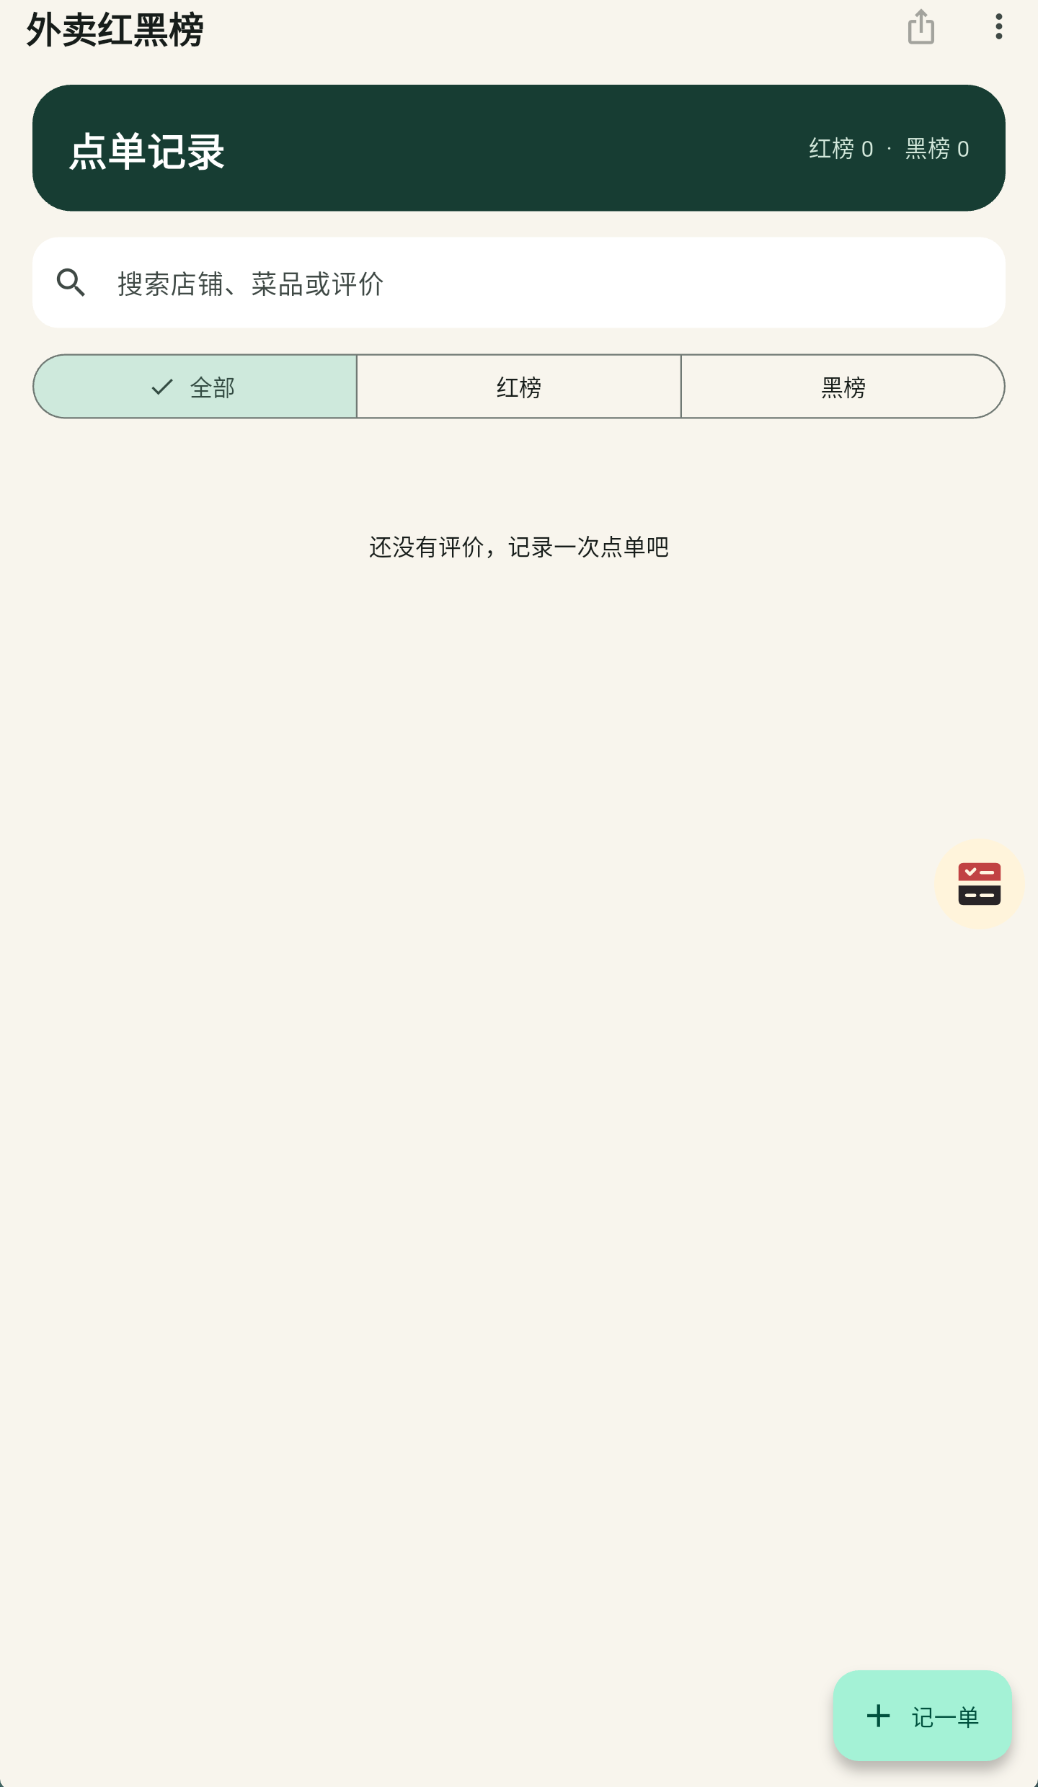 外卖红黑榜
点单记录
红榜 0 · 黑榜 0
搜索店铺、菜品或评价
全部
红榜
黑榜
还没有评价，记录一次点单吧
记一单